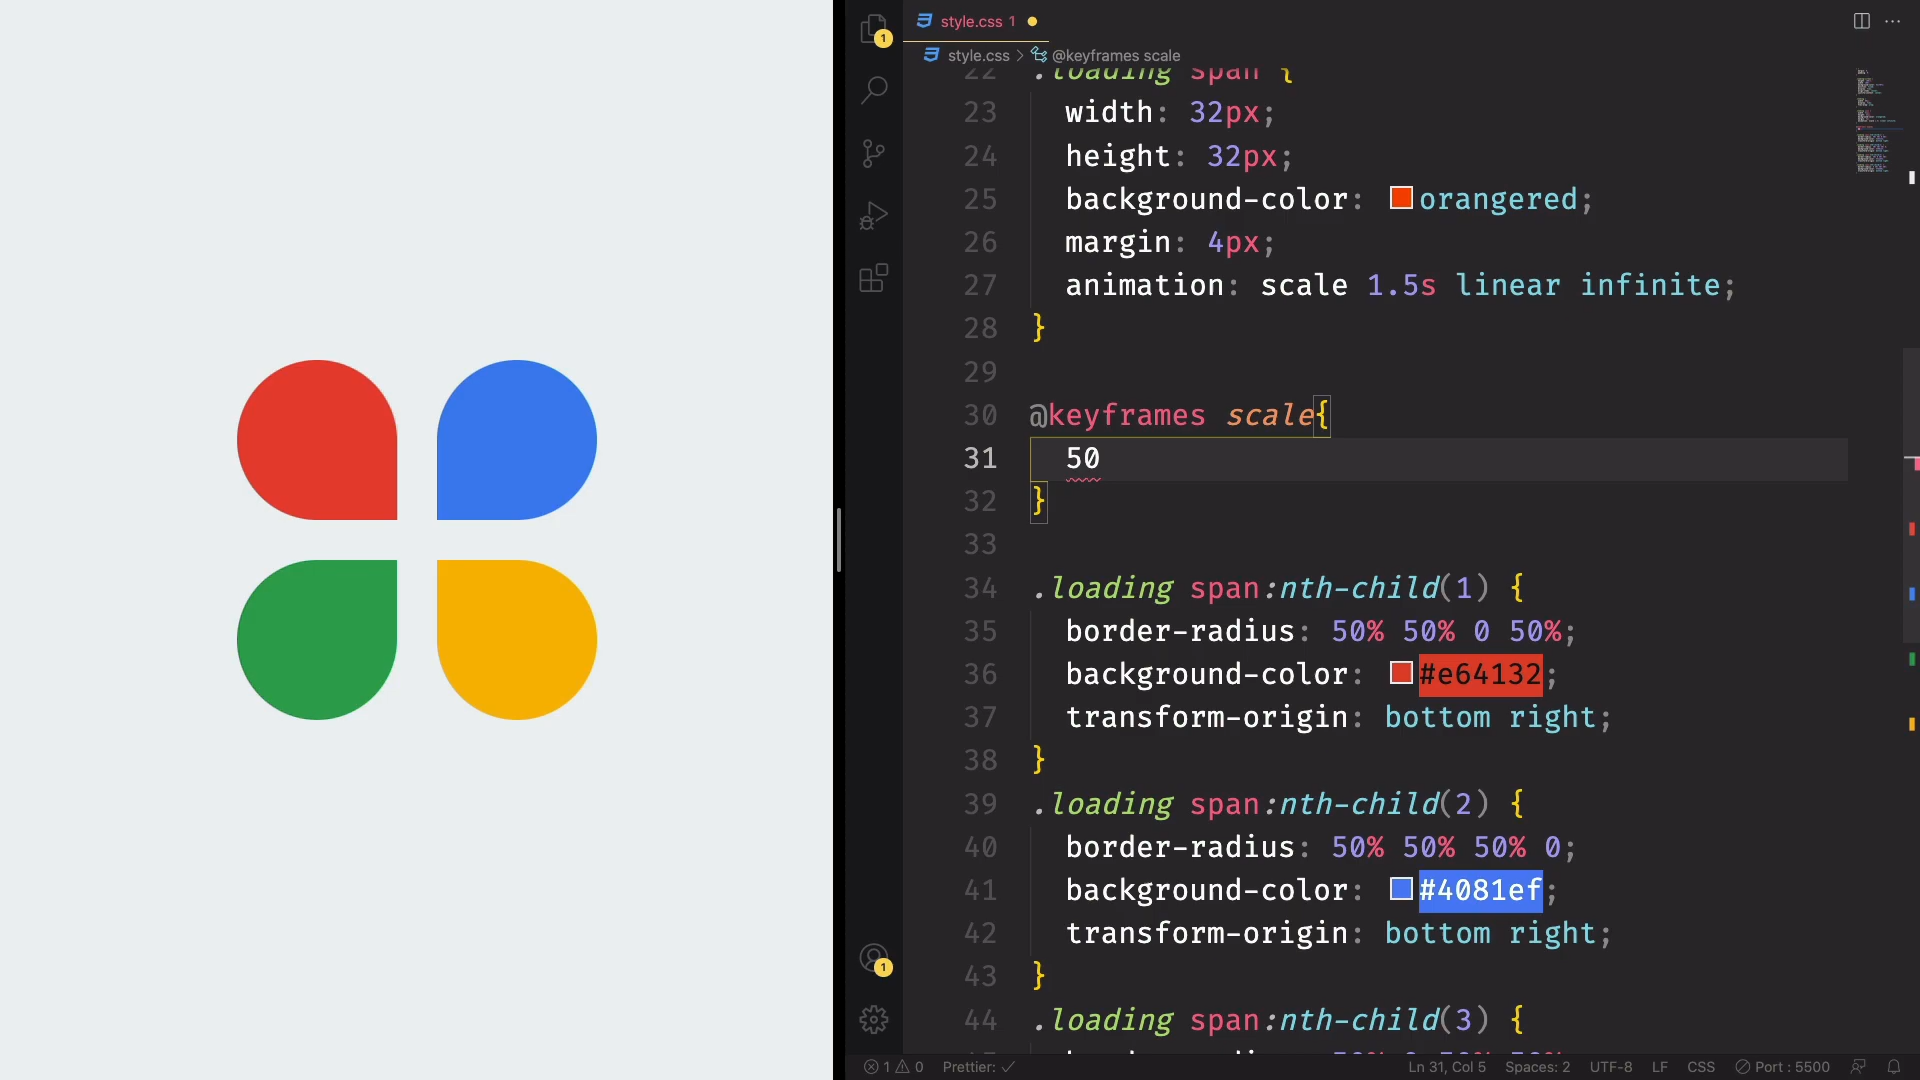 style.css 1
style.css > @keyframes scale
22 .loading span {
23 width: 32px;
24 height: 32px;
25 background-color: orangered;
26 margin: 4px;
27 animation: scale 1.5s linear infinite;
28 }
29
30 @keyframes scale{
31 50
32 }
33
34 .loading span:nth-child(1) {
35 border-radius: 50% 50% 0 50%;
36 background-color: #e64132;
37 transform-origin: bottom right;
38 }
39 .loading span:nth-child(2) {
40 border-radius: 50% 50% 50% 0;
41 background-color: #4081ef;
42 transform-origin: bottom right;
43 }
44 .loading span:nth-child(3) {
1
1
1 0 Prettier: ✓ Ln 31, Col 5 Spaces: 2 UTF-8 LF CSS Port : 5500